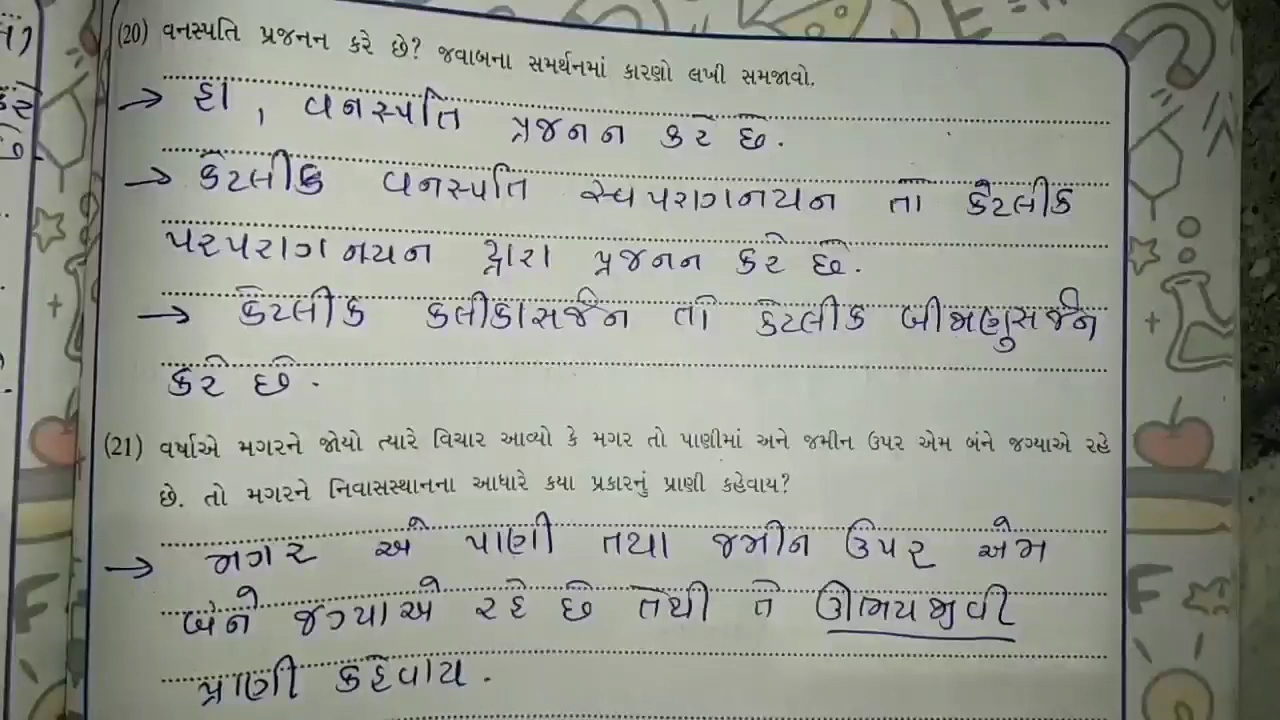 (20) વનસ્પતિ પ્રજનન કરે છે? જવાબના સમર્થનમાં કારણો લખી સમજાવો.
→ હા, વનસ્પતિ પ્રજનન કરે છે.
→ કેટલીક વનસ્પતિ સ્વપરાગનયન તો કેટલીક
પરપરાગનયન દ્વારા પ્રજનન કરે છે.
→ કેટલીક કલીકાસર્જન તો કેટલીક બીજાણુસર્જન
કરે છે.
(21) વર્ષાએ મગરને જોયો ત્યારે વિચાર આવ્યો કે મગર તો પાણીમાં અને જમીન ઉપર એમ બંને જગ્યાએ રહે
છે. તો મગરને નિવાસસ્થાનના આધારે કયા પ્રકારનું પ્રાણી કહેવાય?
→ મગર એ પાણી તથા જમીન ઉપર એમ
બંને જગ્યાએ રહે છે તેથી તે ઊભયજીવી
પ્રાણી કહેવાય.